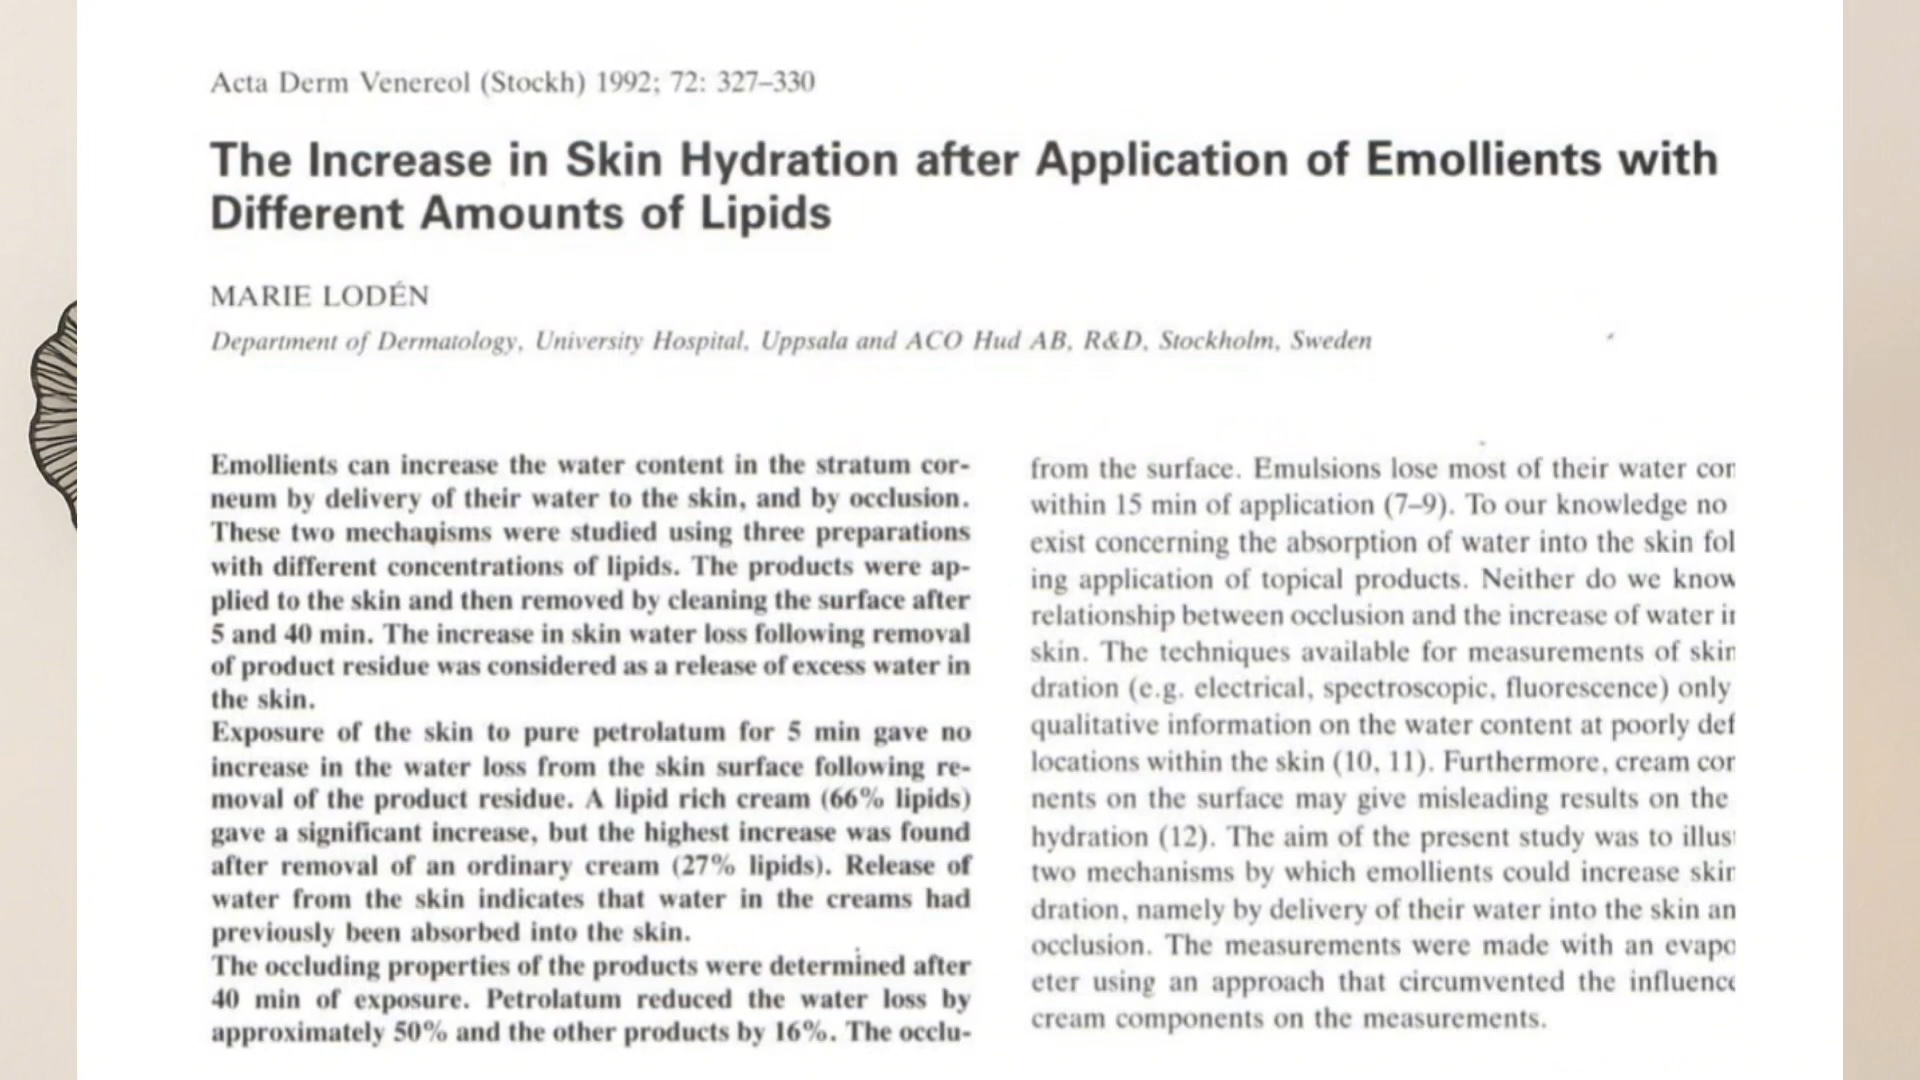 Acta Derm Venereol (Stockh) 1992; 72: 327–330
The Increase in Skin Hydration after Application of Emollients with
Different Amounts of Lipids
MARIE LODÉN
Department of Dermatology, University Hospital, Uppsala and ACO Hud AB, R&D, Stockholm, Sweden
Emollients can increase the water content in the stratum cor-
neum by delivery of their water to the skin, and by occlusion.
These two mechanisms were studied using three preparations
with different concentrations of lipids. The products were ap-
plied to the skin and then removed by cleaning the surface after
5 and 40 min. The increase in skin water loss following removal
of product residue was considered as a release of excess water in
the skin.
Exposure of the skin to pure petrolatum for 5 min gave no
increase in the water loss from the skin surface following re-
moval of the product residue. A lipid rich cream (66% lipids)
gave a significant increase, but the highest increase was found
after removal of an ordinary cream (27% lipids). Release of
water from the skin indicates that water in the creams had
previously been absorbed into the skin.
The occluding properties of the products were determined after
40 min of exposure. Petrolatum reduced the water loss by
approximately 50% and the other products by 16%. The occlu-
from the surface. Emulsions lose most of their water cor
within 15 min of application (7–9). To our knowledge no
exist concerning the absorption of water into the skin fol
ing application of topical products. Neither do we know
relationship between occlusion and the increase of water ir
skin. The techniques available for measurements of skin
dration (e.g. electrical, spectroscopic, fluorescence) only
qualitative information on the water content at poorly def
locations within the skin (10, 11). Furthermore, cream cor
nents on the surface may give misleading results on the
hydration (12). The aim of the present study was to illus
two mechanisms by which emollients could increase skir
dration, namely by delivery of their water into the skin an
occlusion. The measurements were made with an evapo
eter using an approach that circumvented the influence
cream components on the measurements.